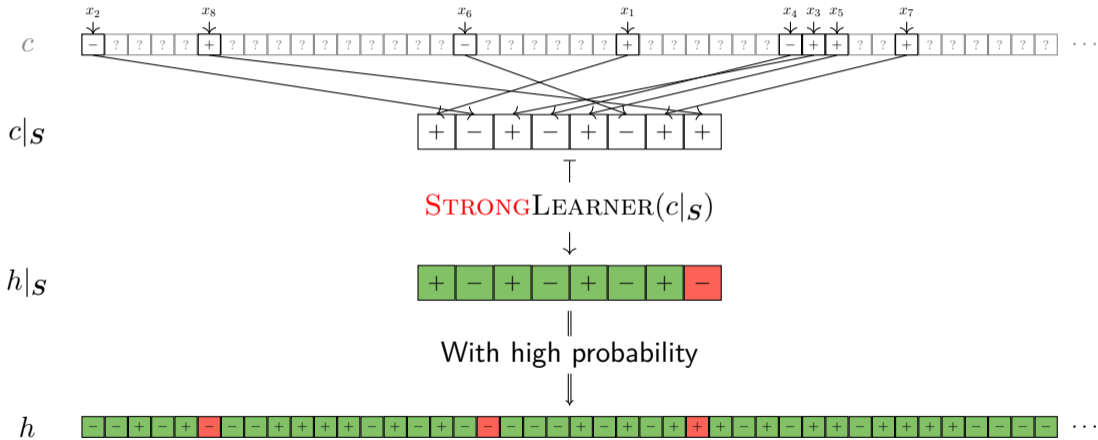 x₂ x₈ x₆ x₁ x₄ x₃ x₅ x₇
c − ? ? ? ? + ? ? ? ? ? ? ? ? ? ? − ? ? ? ? ? ? + ? ? ? ? ? ? − + + ? ? + ? ? ? ? ? ? ⋯
c|S + − + − + − + +
STRONGLEARNER(c|S)
h|S + − + − + − + −
With high probability
h ⋯